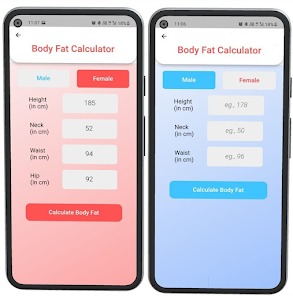 11:07
Body Fat Calculator
Male Female
Height
(in cm)
185
Neck
(in cm)
52
Waist
(in cm)
94
Hip
(in cm)
92
Calculate Body Fat
11:06
Body Fat Calculator
Male Female
Height
(in cm)
eg., 178
Neck
(in cm)
eg., 50
Waist
(in cm)
eg., 96
Calculate Body Fat